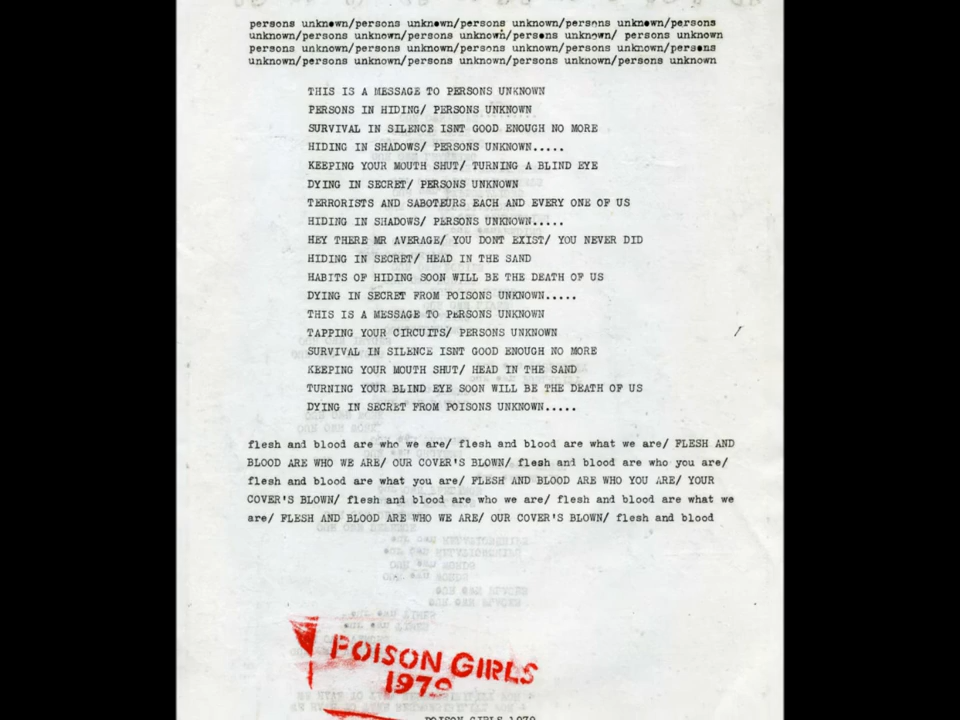 persons unknown/persons unknown/persons unknown/persons unknown/persons
unknown/persons unknown/persons unknown/persons unknown/ persons unknown
persons unknown/persons unknown/persons unknown/persons unknown/persons
unknown/persons unknown/persons unknown/persons unknown/persons unknown
THIS IS A MESSAGE TO PERSONS UNKNOWN
PERSONS IN HIDING/ PERSONS UNKNOWN
SURVIVAL IN SILENCE ISNT GOOD ENOUGH NO MORE
HIDING IN SHADOWS/ PERSONS UNKNOWN.....
KEEPING YOUR MOUTH SHUT/ TURNING A BLIND EYE
DYING IN SECRET/ PERSONS UNKNOWN
TERRORISTS AND SABOTEURS EACH AND EVERY ONE OF US
HIDING IN SHADOWS/ PERSONS UNKNOWN.....
HEY THERE MR AVERAGE/ YOU DONT EXIST/ YOU NEVER DID
HIDING IN SECRET/ HEAD IN THE SAND
HABITS OF HIDING SOON WILL BE THE DEATH OF US
DYING IN SECRET FROM POISONS UNKNOWN.....
THIS IS A MESSAGE TO PERSONS UNKNOWN
TAPPING YOUR CIRCUITS/ PERSONS UNKNOWN
SURVIVAL IN SILENCE ISNT GOOD ENOUGH NO MORE
KEEPING YOUR MOUTH SHUT/ HEAD IN THE SAND
TURNING YOUR BLIND EYE SOON WILL BE THE DEATH OF US
DYING IN SECRET FROM POISONS UNKNOWN.....
flesh and blood are who we are/ flesh and blood are what we are/ FLESH AND
BLOOD ARE WHO WE ARE/ OUR COVER'S BLOWN/ flesh and blood are who you are/
flesh and blood are what you are/ FLESH AND BLOOD ARE WHO YOU ARE/ YOUR
COVER'S BLOWN/ flesh and blood are who we are/ flesh and blood are what we
are/ FLESH AND BLOOD ARE WHO WE ARE/ OUR COVER'S BLOWN/ flesh and blood
POISON GIRLS
1979
POISON GIRLS 1979